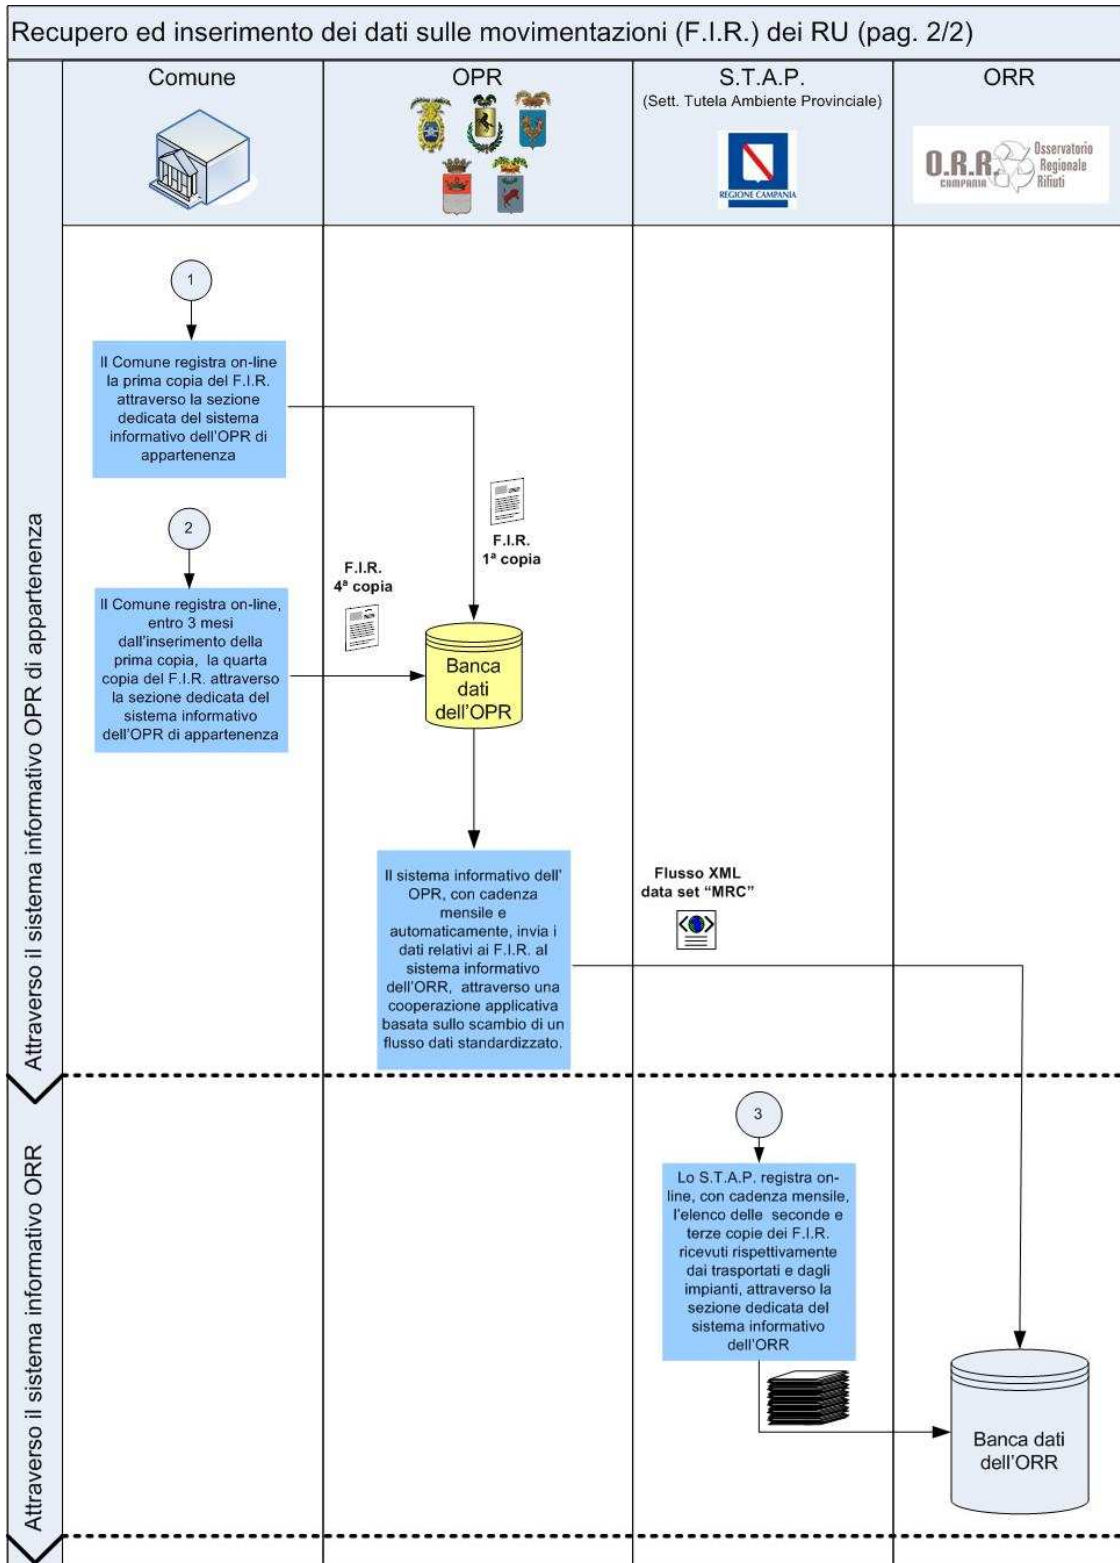 Recupero ed inserimento dei dati sulle movimentazioni (F.I.R.) dei RU (pag. 2/2)
Comune
OPR
S.T.A.P.
(Sett. Tutela Ambiente Provinciale)
ORR
REGIONE CAMPANIA
O.R.R.
CAMPANIA
Osservatorio
Regionale
Rifiuti
Attraverso il sistema informativo OPR di appartenenza
1
Il Comune registra on-line
la prima copia del F.I.R.
attraverso la sezione
dedicata del sistema
informativo dell'OPR di
appartenenza
F.I.R.
1ª copia
2
Il Comune registra on-line,
entro 3 mesi
dall'inserimento della
prima copia, la quarta
copia del F.I.R. attraverso
la sezione dedicata del
sistema informativo
dell'OPR di appartenenza
F.I.R.
4ª copia
Banca
dati
dell'OPR
Il sistema informativo dell'
OPR, con cadenza
mensile e
automaticamente, invia i
dati relativi ai F.I.R. al
sistema informativo
dell'ORR, attraverso una
cooperazione applicativa
basata sullo scambio di un
flusso dati standardizzato.
Flusso XML
data set “MRC”
Attraverso il sistema informativo ORR
3
Lo S.T.A.P. registra on-
line, con cadenza mensile,
l'elenco delle seconde e
terze copie dei F.I.R.
ricevuti rispettivamente
dai trasportati e dagli
impianti, attraverso la
sezione dedicata del
sistema informativo
dell'ORR
Banca dati
dell'ORR